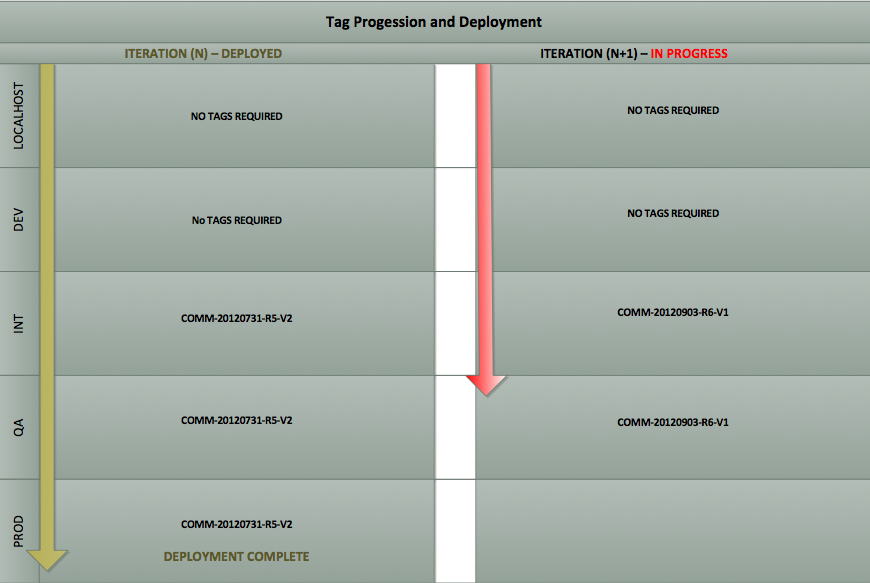 Tag Progession and Deployment
ITERATION (N) – DEPLOYED
ITERATION (N+1) – IN PROGRESS
LOCALHOST
NO TAGS REQUIRED
NO TAGS REQUIRED
DEV
No TAGS REQUIRED
NO TAGS REQUIRED
INT
COMM-20120731-R5-V2
COMM-20120903-R6-V1
QA
COMM-20120731-R5-V2
COMM-20120903-R6-V1
PROD
COMM-20120731-R5-V2
DEPLOYMENT COMPLETE